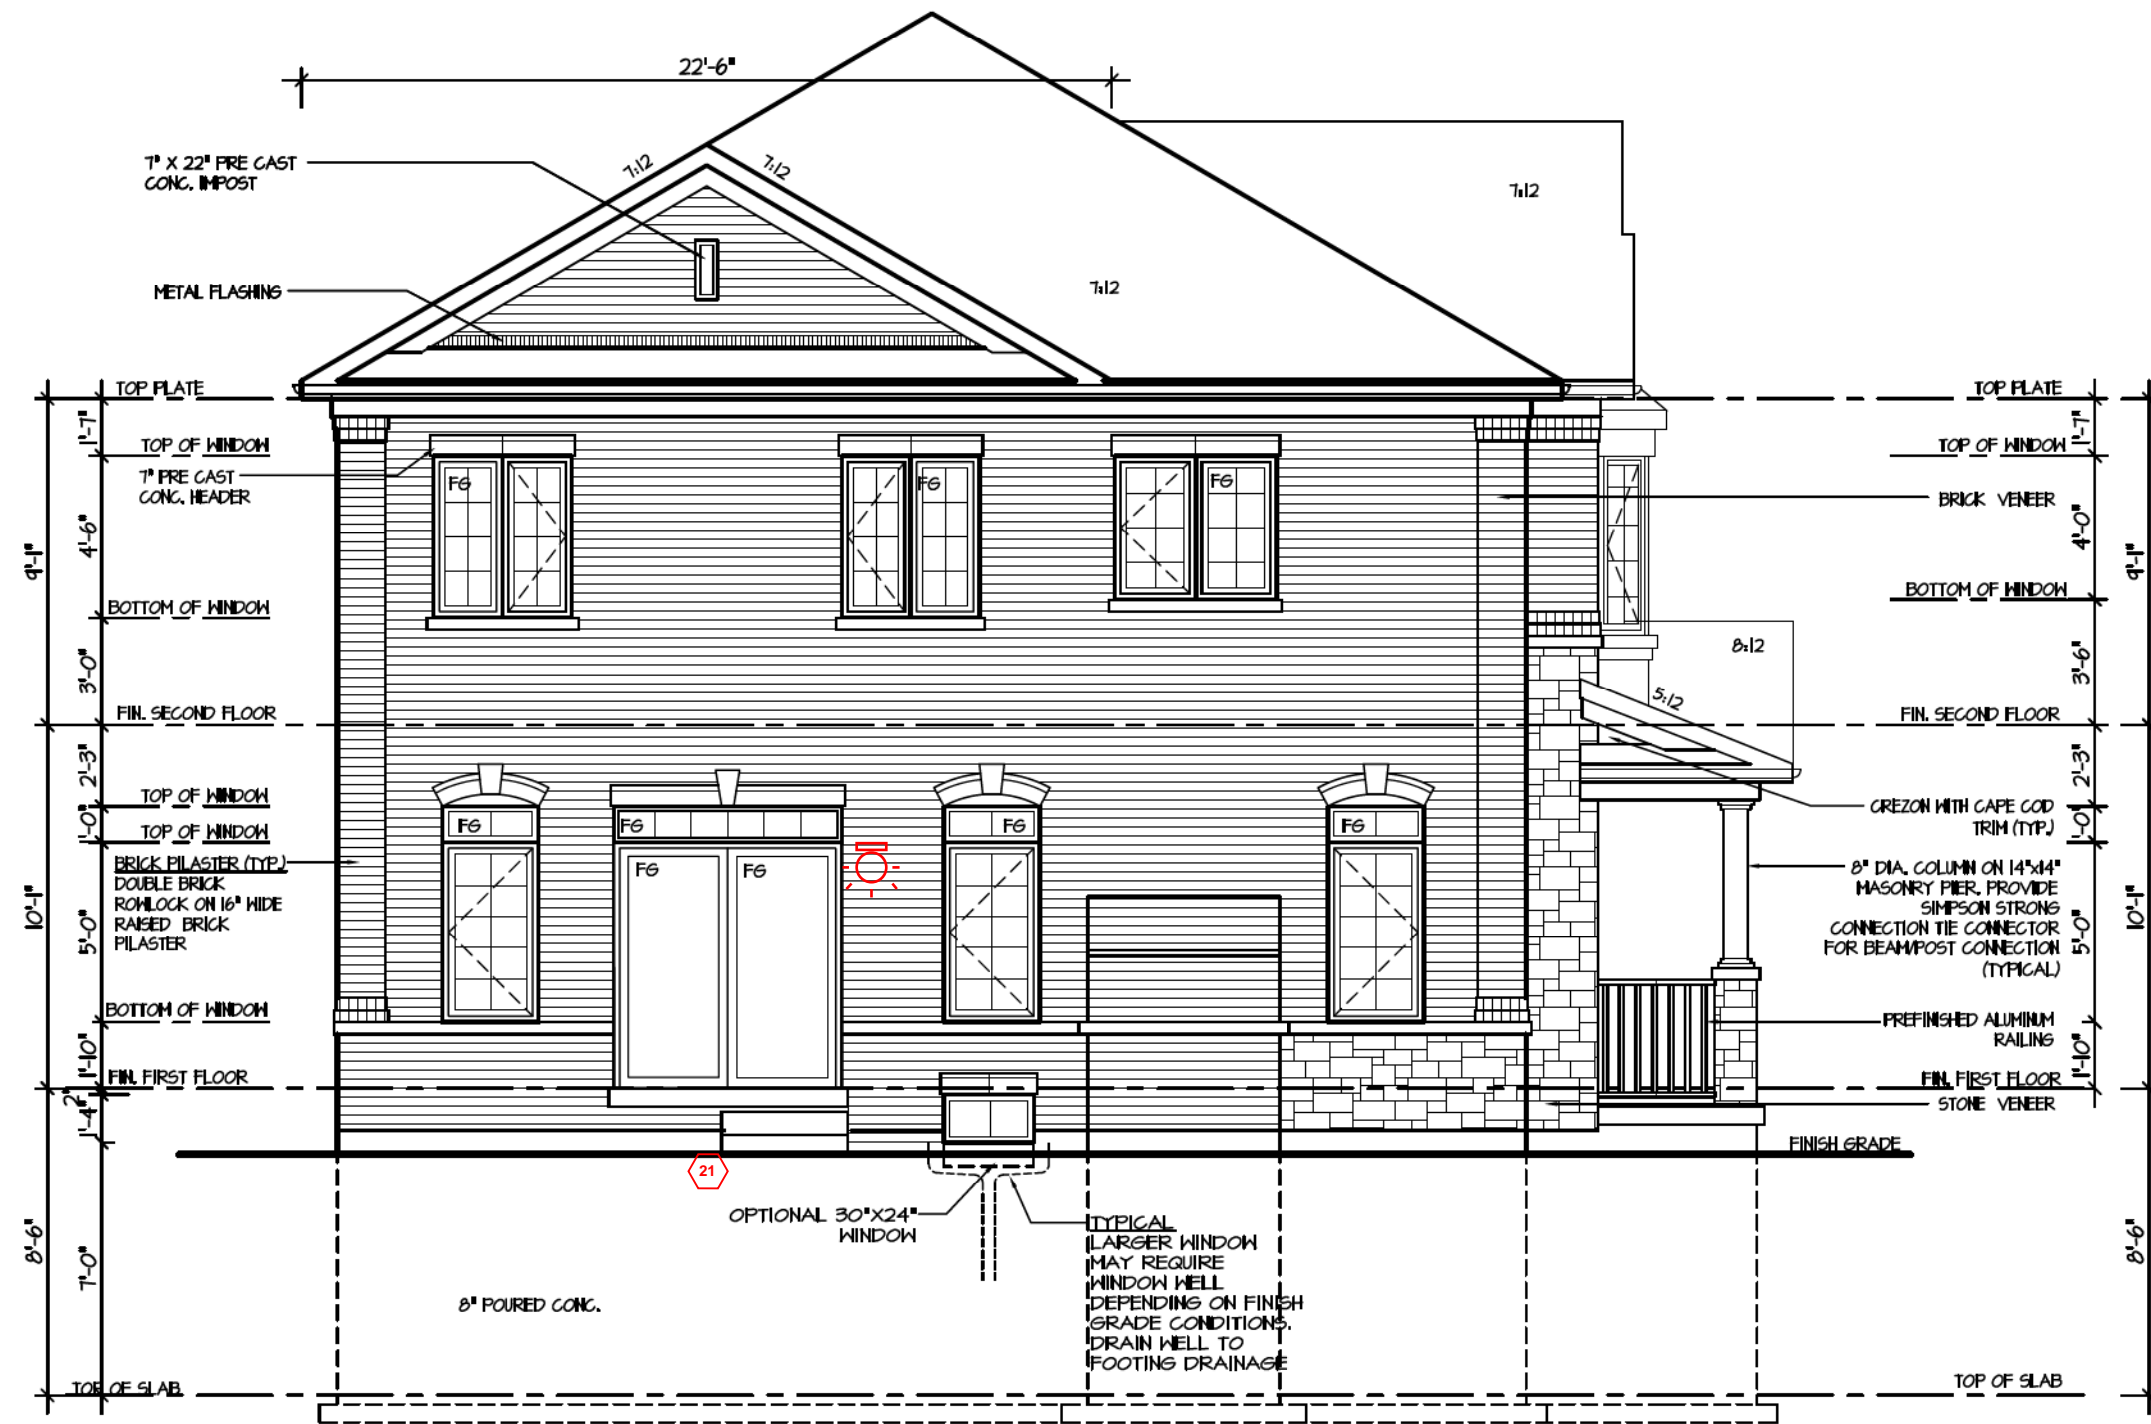 22'-6"
7" X 22" PRE CAST
CONC. IMPOST
7:12
7:12
7:12
7:12
METAL FLASHING
TOP PLATE
TOP PLATE
1'-7"
TOP OF WINDOW
TOP OF WINDOW
1'-7"
7" PRE CAST
CONC. HEADER
FG
FG
FG
BRICK VENEER
4'-6"
4'-0"
9'-1"
9'-1"
BOTTOM OF WINDOW
BOTTOM OF WINDOW
3'-0"
8:12
3'-6"
5:12
FIN. SECOND FLOOR
FIN. SECOND FLOOR
2'-3"
2'-3"
TOP OF WINDOW
1'-0"
TOP OF WINDOW
CREZON WITH CAPE COD
TRIM (TYP.)
1'-0"
FG
FG
FG
FG
FG
FG
BRICK PILASTER (TYP.)
DOUBLE BRICK
ROWLOCK ON 16" WIDE
RAISED BRICK
PILASTER
8" DIA. COLUMN ON 14"x14"
MASONRY PIER. PROVIDE
SIMPSON STRONG
CONNECTION TIE CONNECTOR
FOR BEAM/POST CONNECTION
(TYPICAL)
10'-1"
5'-0"
5'-0"
10'-1"
BOTTOM OF WINDOW
PREFINISHED ALUMINUM
RAILING
1'-10"
1'-10"
FIN. FIRST FLOOR
FIN. FIRST FLOOR
2"
1'-4"
STONE VENEER
FINISH GRADE
21
OPTIONAL 30"X24"
WINDOW
TYPICAL
LARGER WINDOW
MAY REQUIRE
WINDOW WELL
DEPENDING ON FINISH
GRADE CONDITIONS.
DRAIN WELL TO
FOOTING DRAINAGE
8'-6"
7'-0"
8'-6"
8" POURED CONC.
TOP OF SLAB
TOP OF SLAB